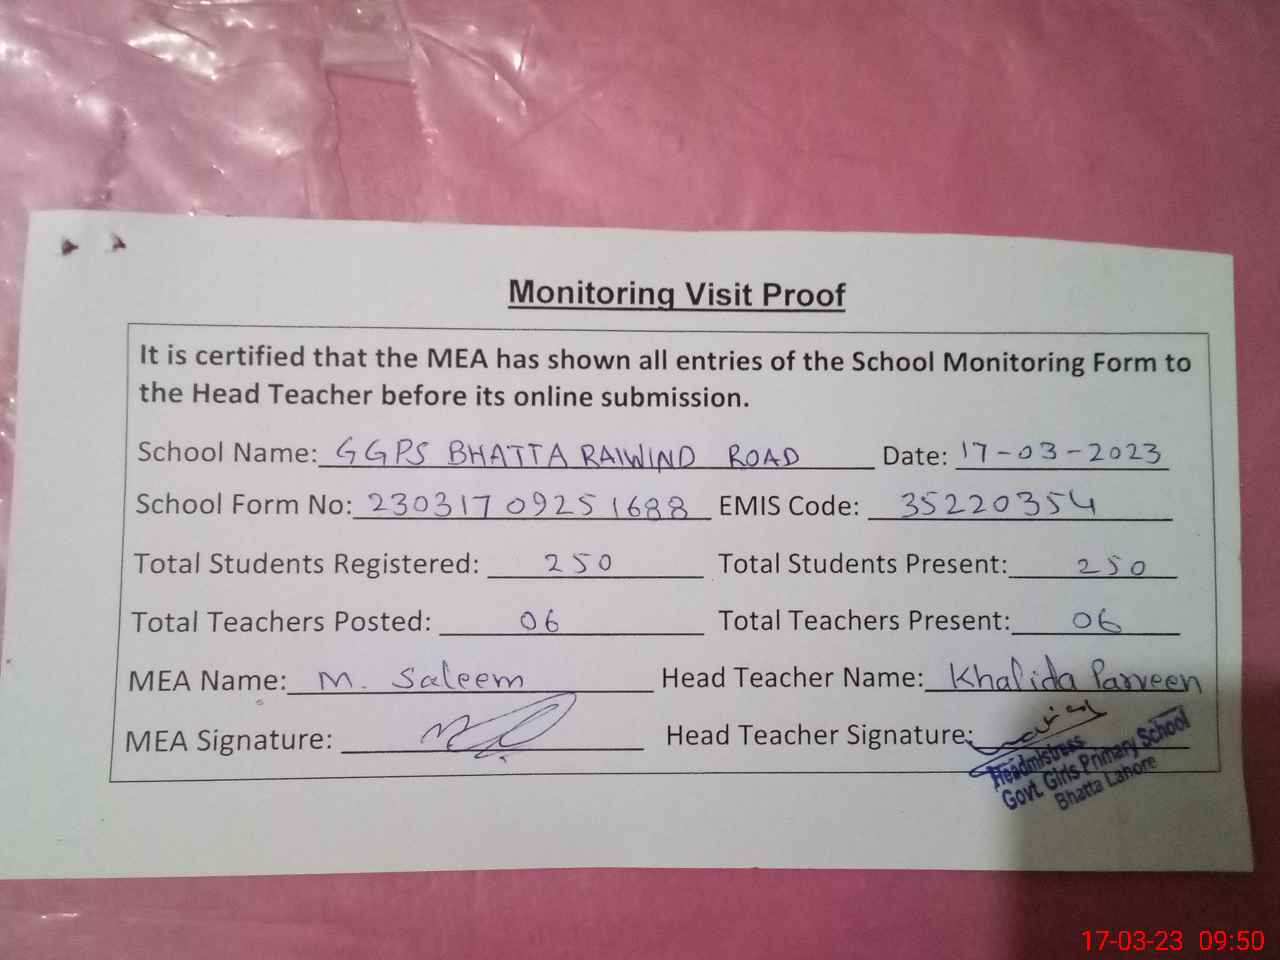 Monitoring Visit Proof
It is certified that the MEA has shown all entries of the School Monitoring Form to
the Head Teacher before its online submission.
School Name: GGPS BHATTA RAIWIND ROAD Date: 17-03-2023
School Form No: 230317 09251688 EMIS Code: 35220354
Total Students Registered: 250 Total Students Present: 250
Total Teachers Posted: 06 Total Teachers Present: 06
MEA Name: M. Saleem Head Teacher Name: Khalida Parveen
MEA Signature: Head Teacher Signature:
Headmistress
Govt. Girls Primary School
Bhatta Lahore
17-03-23 09:50